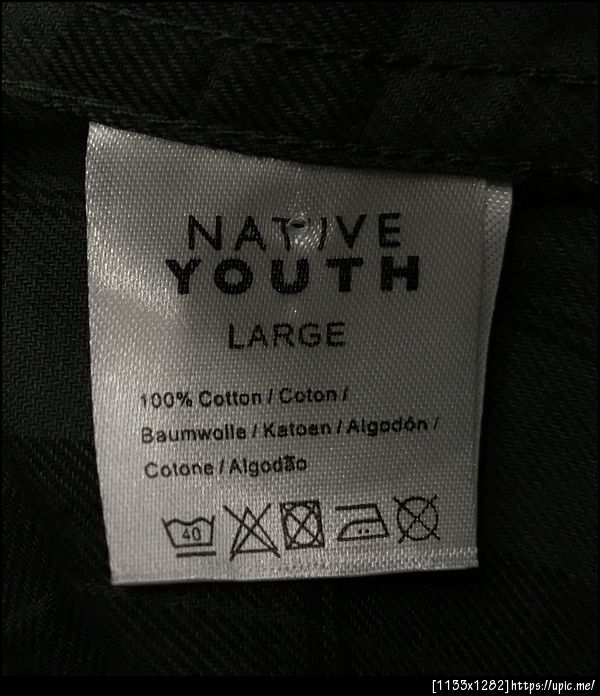 NATIVE
YOUTH
LARGE
100% Cotton / Coton /
Baumwolle / Katoen / Algodón /
Cotone / Algodão
40
[1133x1282]https://upic.me/